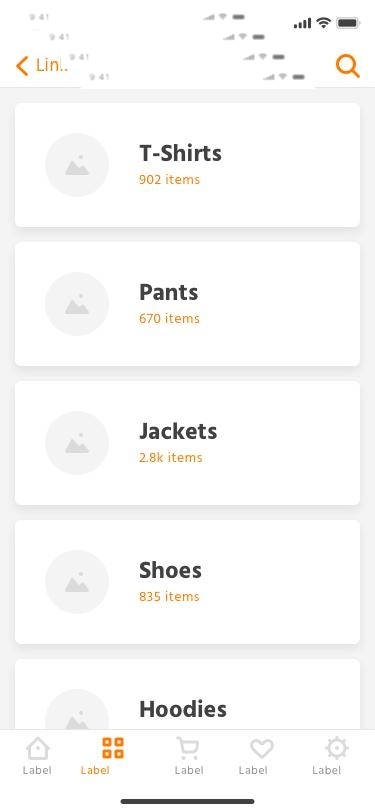 9 41
9 41
9 41
9 41
Lin..
T-Shirts
902 items
Pants
670 items
Jackets
2.8k items
Shoes
835 items
Hoodies
Label Label Label Label Label